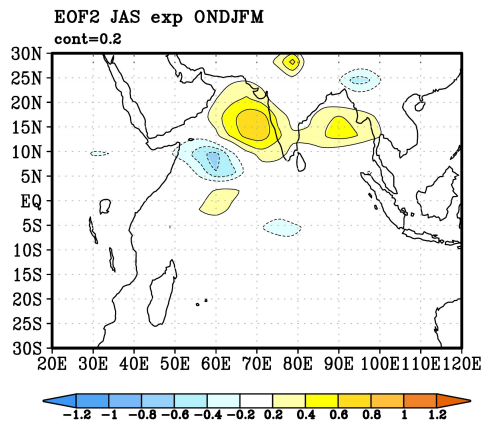 EOF2 JAS exp ONDJFM
cont=0.2
30N
25N
20N
15N
10N
5N
EQ
5S
10S
15S
20S
25S
30S
20E 30E 40E 50E 60E 70E 80E 90E 100E 110E 120E
-1.2 -1 -0.8 -0.6 -0.4 -0.2 0.2 0.4 0.6 0.8 1 1.2